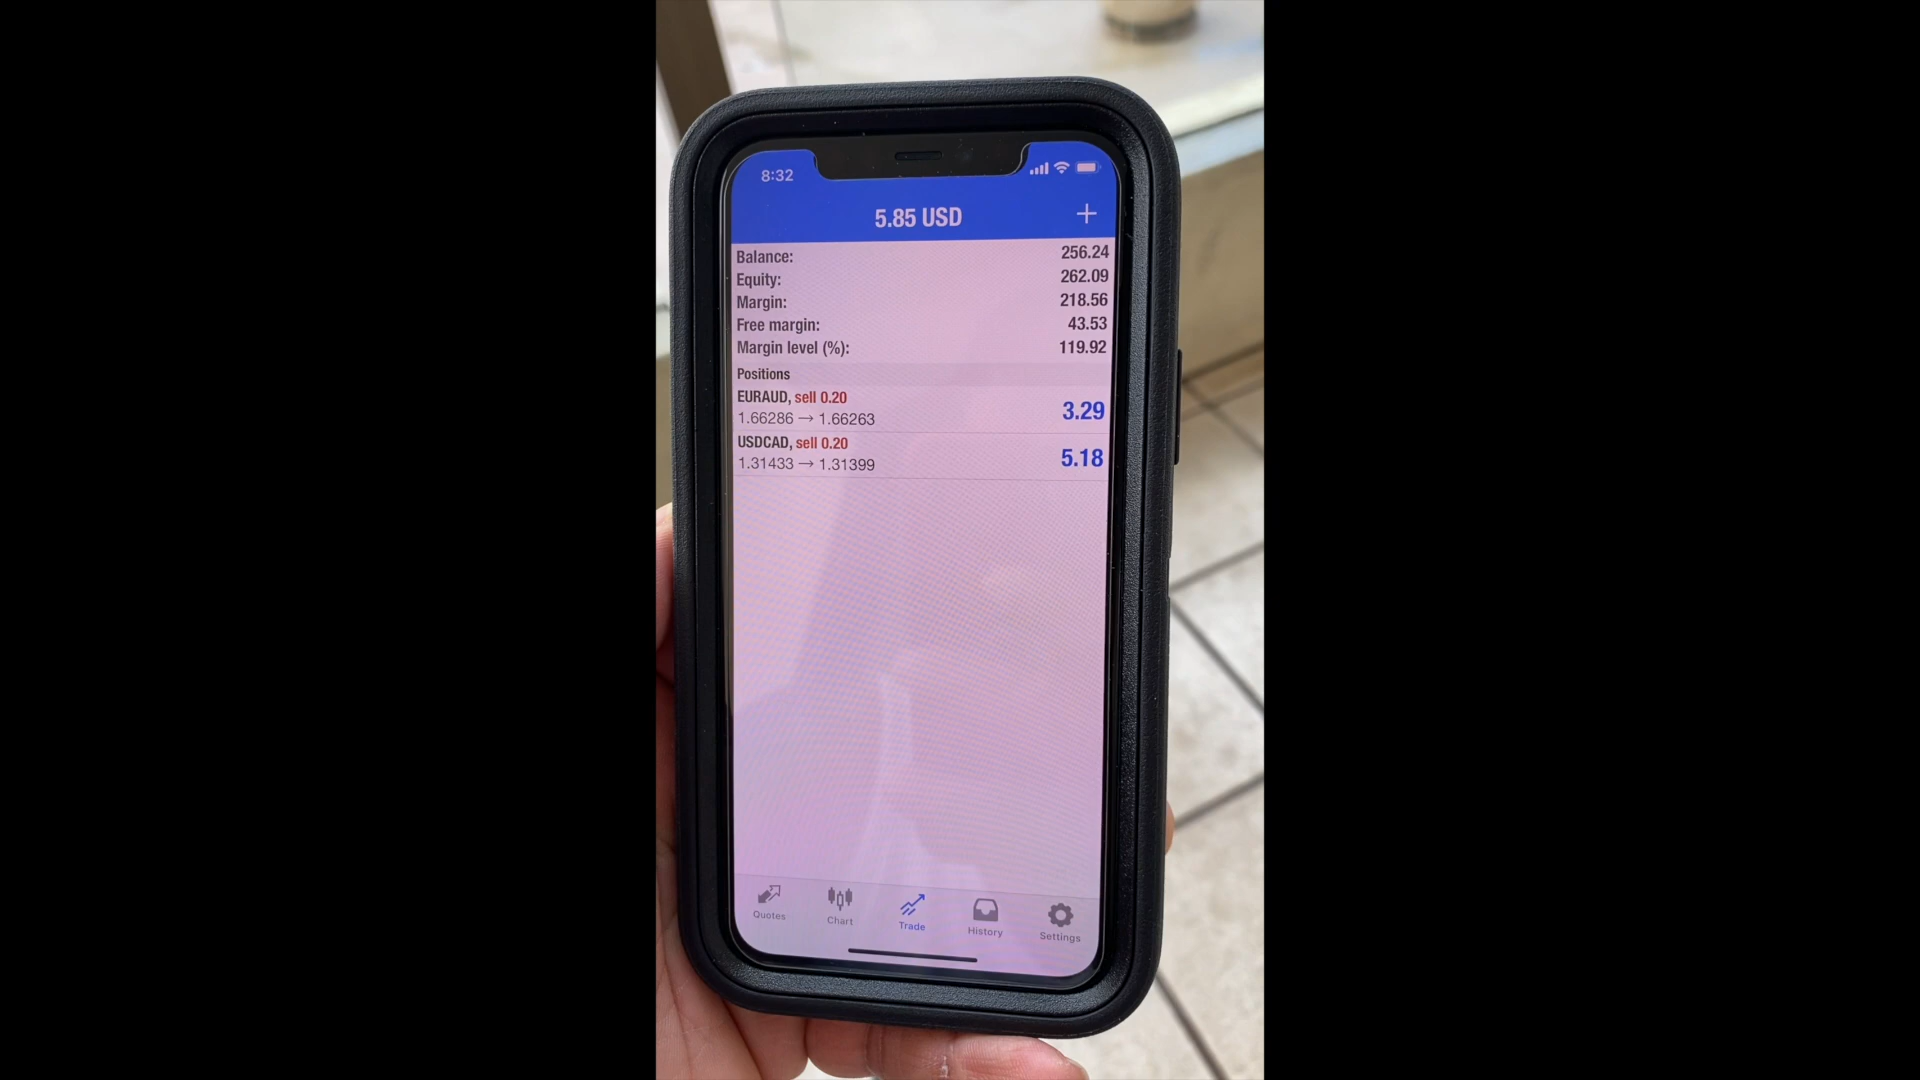 8:32
5.85 USD +
Balance: 256.24
Equity: 262.09
Margin: 218.56
Free margin: 43.53
Margin level (%): 119.92
Positions
EURAUD, sell 0.20
1.66286 → 1.66263 3.29
USDCAD, sell 0.20
1.31433 → 1.31399 5.18
Quotes Chart Trade History Settings